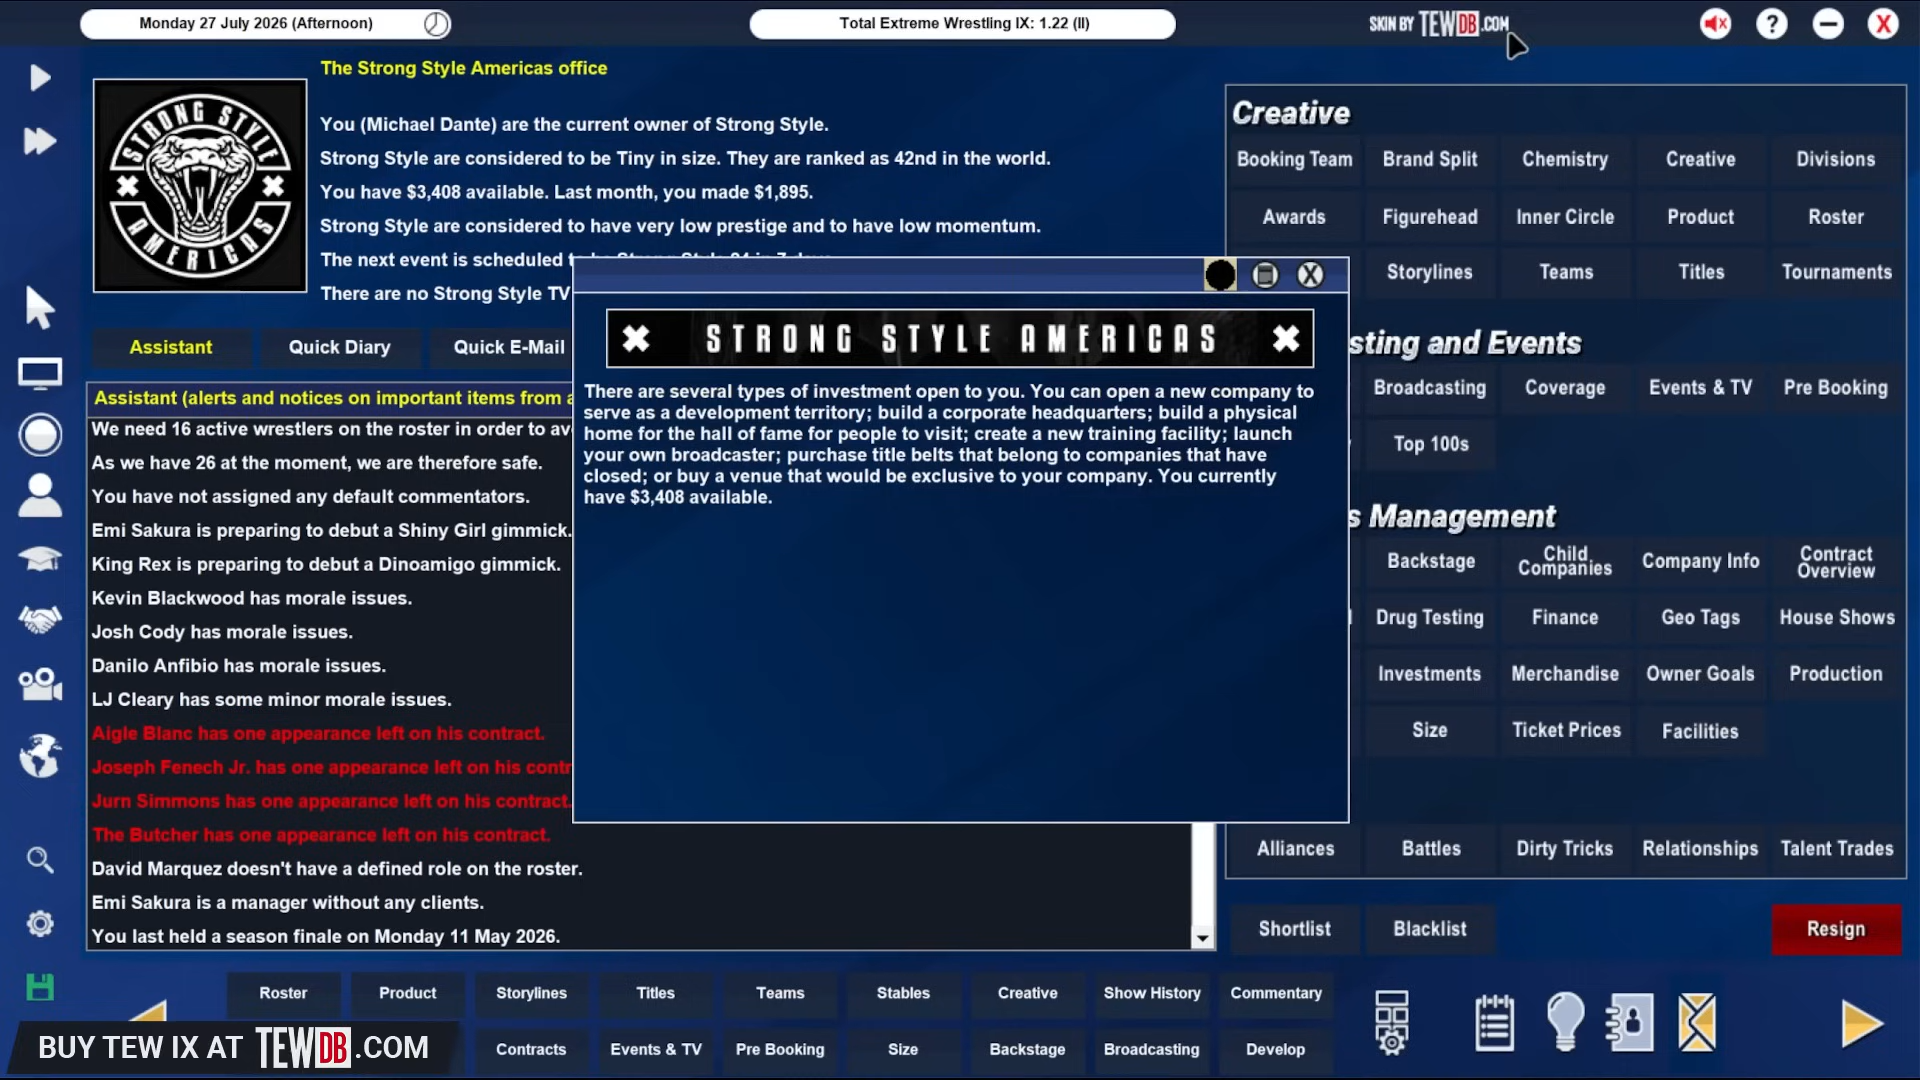 Monday 27 July 2026 (Afternoon)
Total Extreme Wrestling IX: 1.22 (II)
SKIN BY TEWDB.COM
?
X
STRONG STYLE
AMERICAS
The Strong Style Americas office
You (Michael Dante) are the current owner of Strong Style.
Strong Style are considered to be Tiny in size. They are ranked as 42nd in the world.
You have $3,408 available. Last month, you made $1,895.
Strong Style are considered to have very low prestige and to have low momentum.
The next event is scheduled
There are no Strong Style TV
Assistant
Quick Diary
Quick E-Mail
Assistant (alerts and notices on important items from
We need 16 active wrestlers on the roster in order to
As we have 26 at the moment, we are therefore safe.
You have not assigned any default commentators.
Emi Sakura is preparing to debut a Shiny Girl gimmick.
King Rex is preparing to debut a Dinoamigo gimmick.
Kevin Blackwood has morale issues.
Josh Cody has morale issues.
Danilo Anfibio has morale issues.
LJ Cleary has some minor morale issues.
Aigle Blanc has one appearance left on his contract.
Joseph Fenech Jr. has one appearance left on his
Jurn Simmons has one appearance left on his contract.
The Butcher has one appearance left on his contract.
David Marquez doesn't have a defined role on the roster.
Emi Sakura is a manager without any clients.
You last held a season finale on Monday 11 May 2026.
X
STRONG STYLE AMERICAS
There are several types of investment open to you. You can open a new company to
serve as a development territory; build a corporate headquarters; build a physical
home for the hall of fame for people to visit; create a new training facility; launch
your own broadcaster; purchase title belts that belong to companies that have
closed; or buy a venue that would be exclusive to your company. You currently
have $3,408 available.
Creative
Booking Team
Brand Split
Chemistry
Creative
Divisions
Awards
Figurehead
Inner Circle
Product
Roster
Storylines
Teams
Titles
Tournaments
and Events
Broadcasting
Coverage
Events & TV
Pre Booking
Top 100s
Management
Backstage
Child Companies
Company Info
Contract Overview
Drug Testing
Finance
Geo Tags
House Shows
Investments
Merchandise
Owner Goals
Production
Size
Ticket Prices
Facilities
Alliances
Battles
Dirty Tricks
Relationships
Talent Trades
Shortlist
Blacklist
Resign
Roster
Product
Storylines
Titles
Teams
Stables
Creative
Show History
Commentary
Contracts
Events & TV
Pre Booking
Size
Backstage
Broadcasting
Develop
BUY TEW IX AT TEWDB.COM